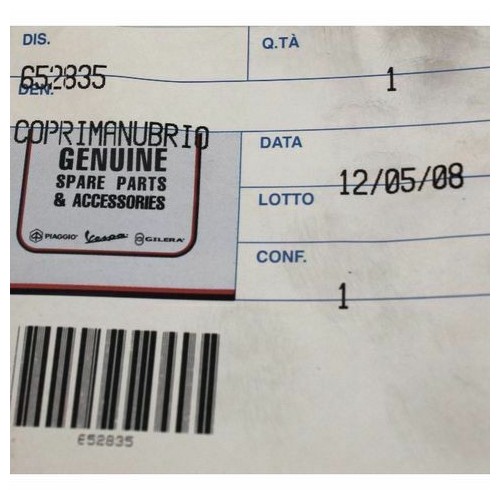 DIS.
Q.TÀ
652835
1
DEN.
COPRIMANUBRIO
GENUINE
SPARE PARTS
& ACCESSORIES
PIAGGIO Vespa GILERA
DATA
12/05/08
LOTTO
CONF.
1
652835